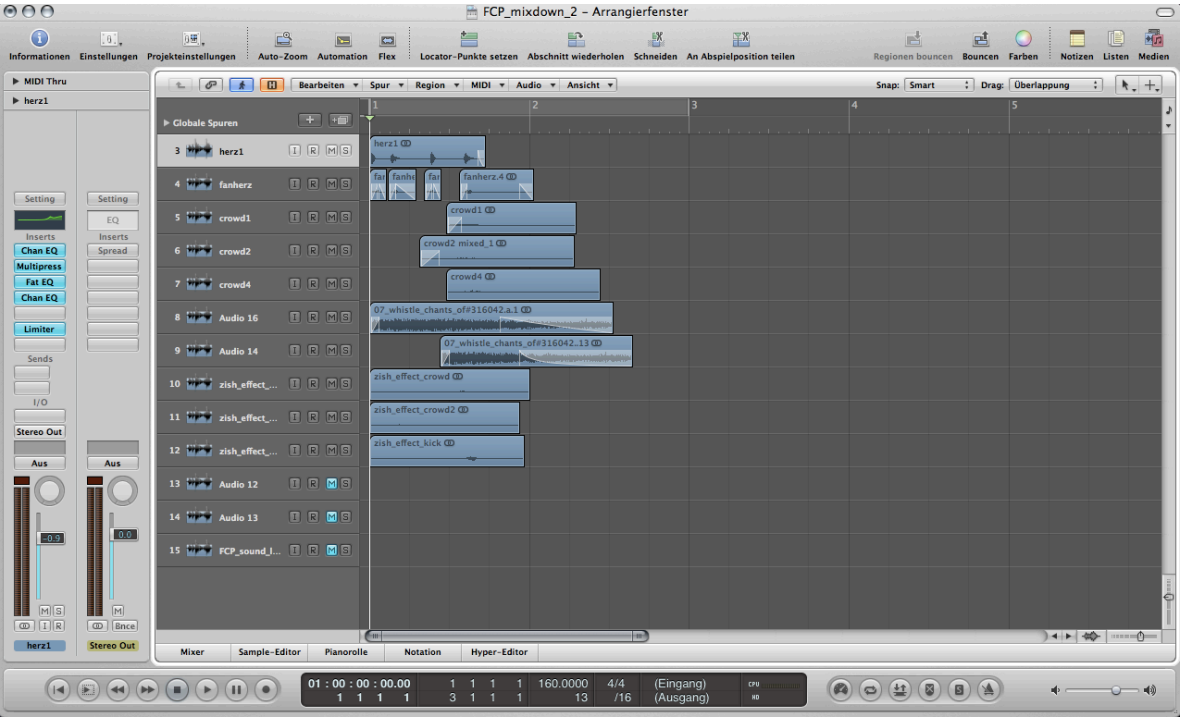 FCP_mixdown_2 – Arrangierfenster
Informationen Einstellungen Projekteinstellungen Auto-Zoom Automation Flex Locator-Punkte setzen Abschnitt wiederholen Schneiden An Abspielposition teilen Regionen bouncen Bouncen Farben Notizen Listen Medien
MIDI Thru
herz1
H Bearbeiten Spur Region MIDI Audio Ansicht Snap: Smart Drag: Überlappung
1 2 3 4 5
Globale Spuren
3 herz1 I R M S herz1
4 fanherz I R M S far fanhe far fanherz.4
5 crowd1 I R M S crowd1
6 crowd2 I R M S crowd2 mixed_1
7 crowd4 I R M S crowd4
8 Audio 16 I R M S 07_whistle_chants_of#316042.a.1
9 Audio 14 I R M S 07_whistle_chants_of#316042..13
10 zish_effect_... I R M S zish_effect_crowd
11 zish_effect_... I R M S zish_effect_crowd2
12 zish_effect_... I R M S zish_effect_kick
13 Audio 12 I R M S
14 Audio 13 I R M S
15 FCP_sound_l... I R M S
Setting Setting
EQ
Inserts Inserts
Chan EQ Spread
Multipress
Fat EQ
Chan EQ
Limiter
Sends
I/O
Stereo Out
Aus Aus
-0.9 0.0
M S M
I R Bnce
herz1 Stereo Out
Mixer Sample-Editor Pianorolle Notation Hyper-Editor
01 : 00 : 00 : 00.00 1 1 1 1 160.0000 4/4 (Eingang) CPU
1 1 1 1 3 1 1 1 13 /16 (Ausgang) HD
S